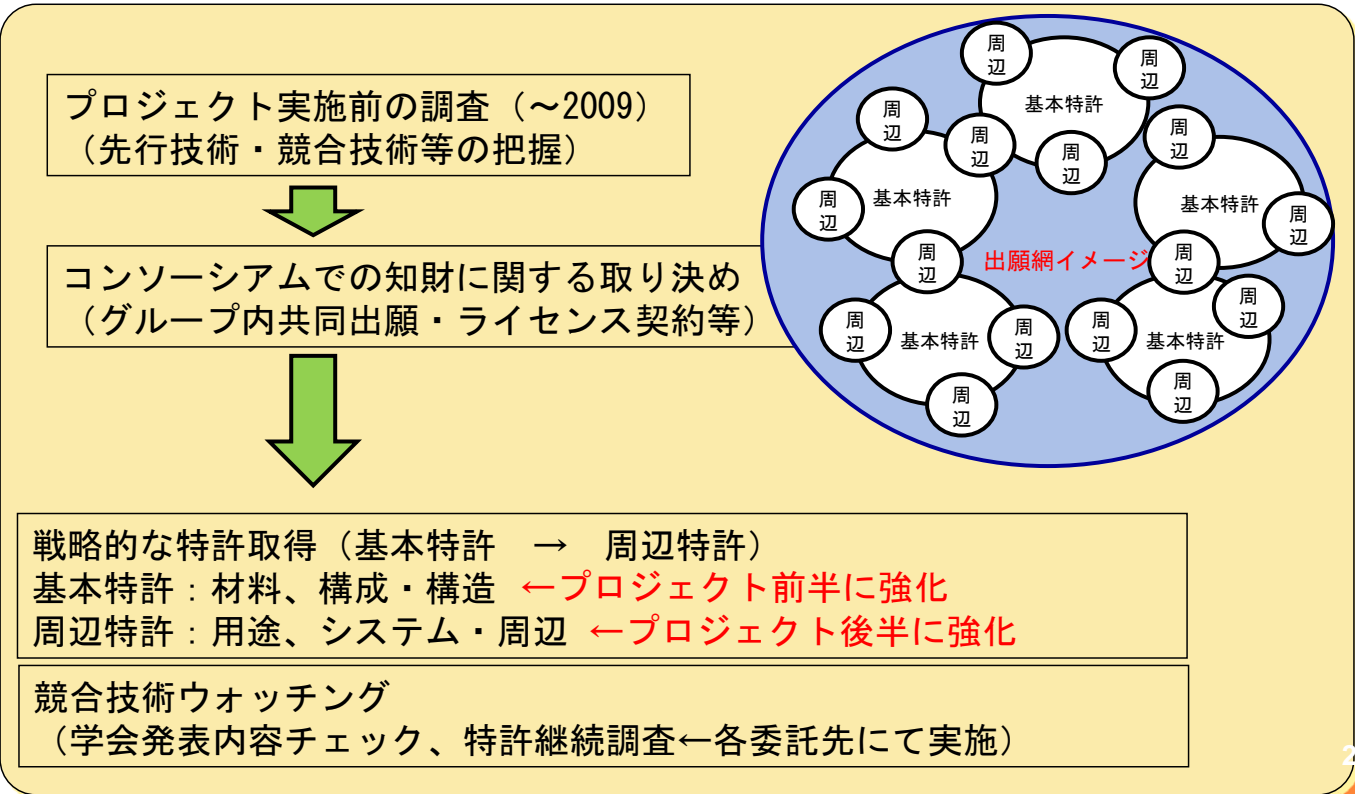 プロジェクト実施前の調査（～2009）
（先行技術・競合技術等の把握）
コンソーシアムでの知財に関する取り決め
（グループ内共同出願・ライセンス契約等）
周辺
周辺
基本特許
周辺
周辺
周辺
周辺
基本特許
周辺
基本特許
周辺
周辺
周辺
出願網イメージ
周辺
周辺
周辺
周辺
周辺
基本特許
基本特許
周辺
周辺
戦略的な特許取得（基本特許　→　周辺特許）
基本特許：材料、構成・構造 ←プロジェクト前半に強化
周辺特許：用途、システム・周辺 ←プロジェクト後半に強化
競合技術ウォッチング
（学会発表内容チェック、特許継続調査←各委託先にて実施）
2